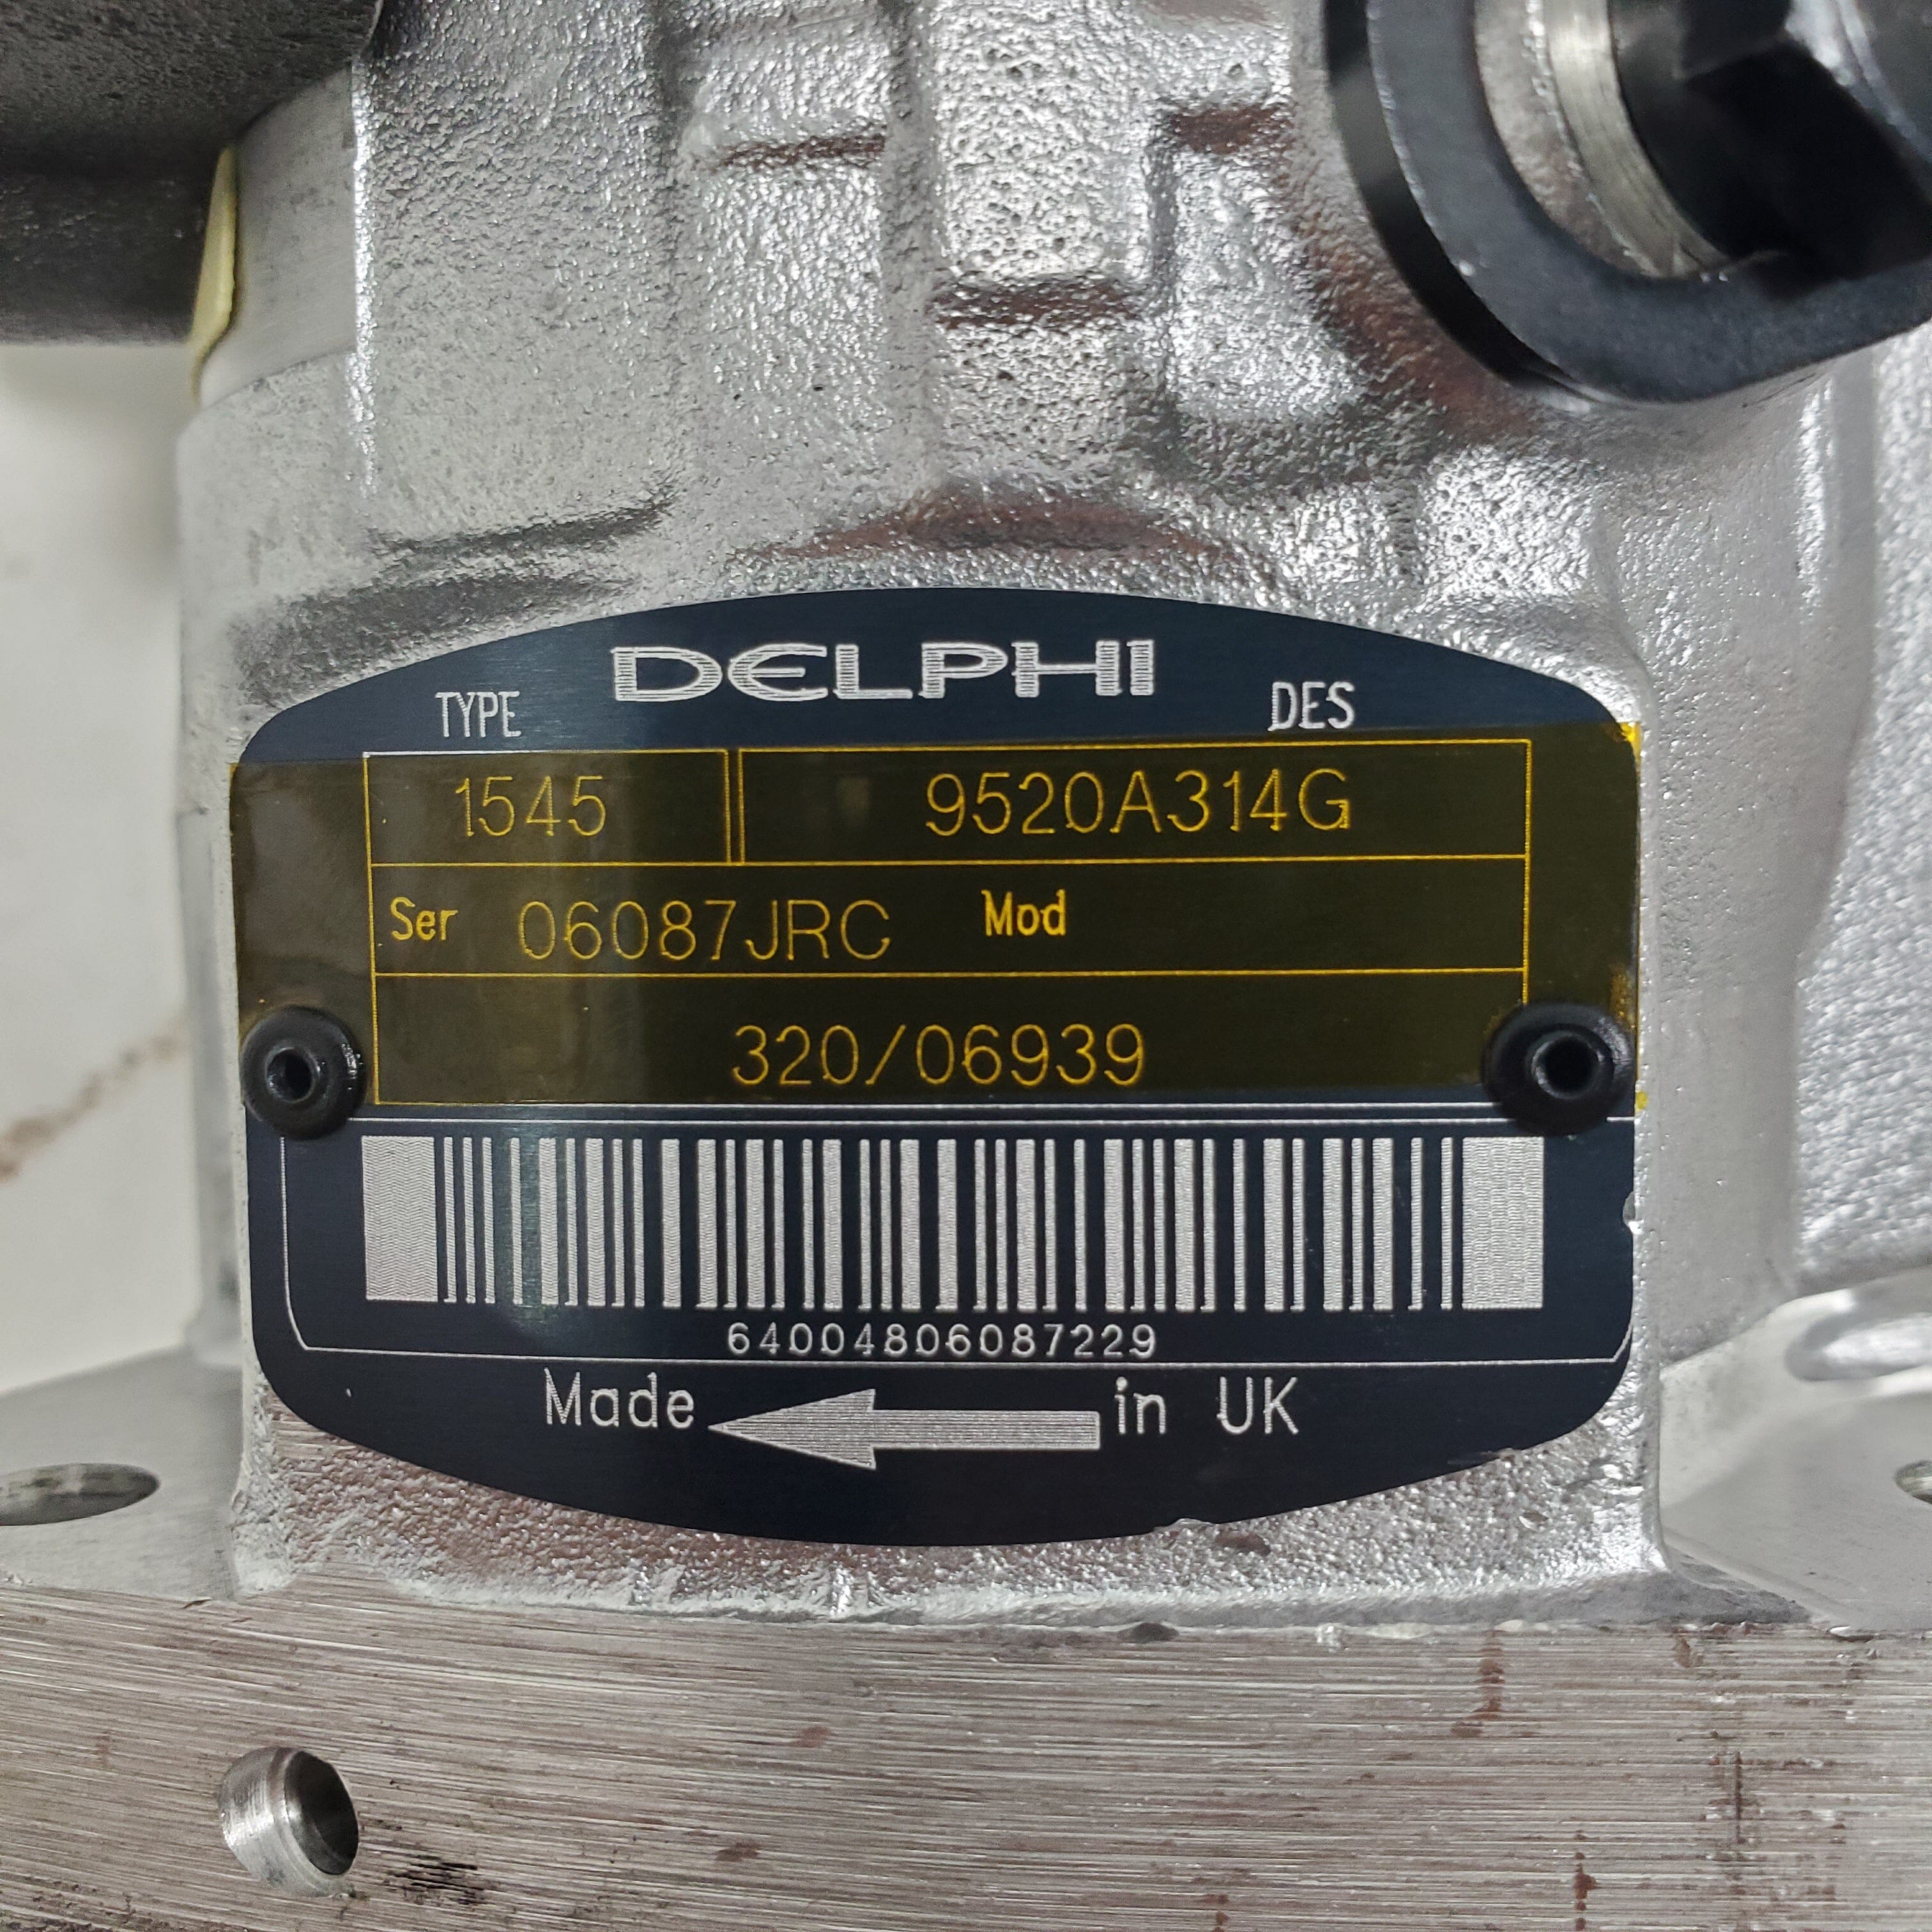 DELPHI
TYPE DES
1545 9520A314G
Ser 06087JRC Mod
320/06939
64004806087229
Made in UK